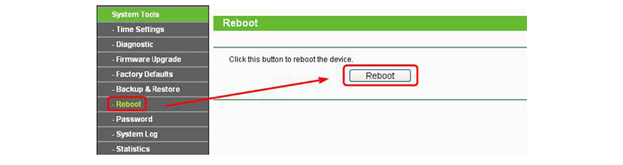 System Tools
- Time Settings
- Diagnostic
- Firmware Upgrade
- Factory Defaults
- Backup & Restore
- Reboot
- Password
- System Log
- Statistics
Reboot
Click this button to reboot the device.
Reboot